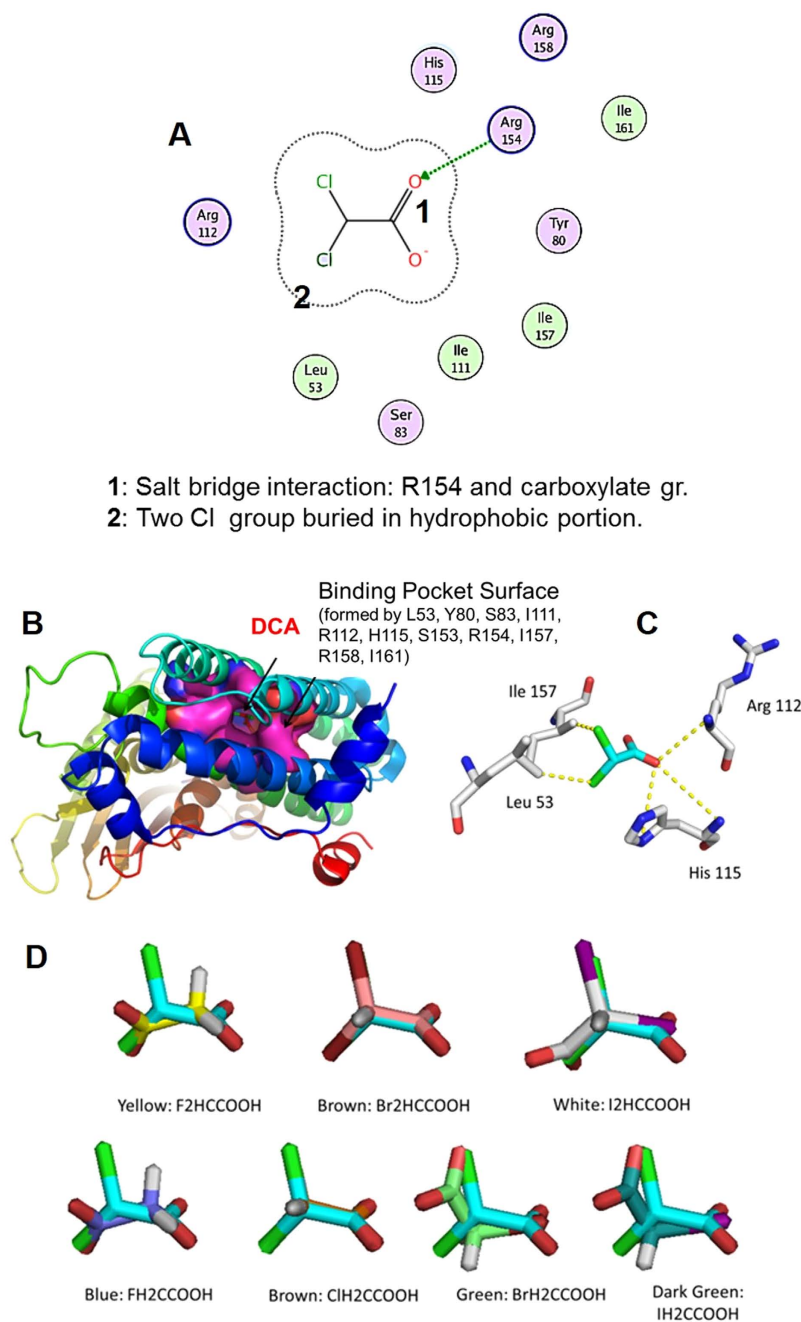 A
His
115
Arg
158
Arg
154
Ile
161
Arg
112
Cl
O
1
Tyr
80
Cl
O-
2
Ile
157
Ile
111
Leu
53
Ser
83
1: Salt bridge interaction: R154 and carboxylate gr.
2: Two Cl group buried in hydrophobic portion.
B
DCA
Binding Pocket Surface
(formed by L53, Y80, S83, I111,
R112, H115, S153, R154, I157,
R158, I161)
C
Ile 157
Arg 112
Leu 53
His 115
D
Yellow: F2HCCOOH
Brown: Br2HCCOOH
White: I2HCCOOH
Blue: FH2CCOOH
Brown: ClH2CCOOH
Green: BrH2CCOOH
Dark Green:
IH2CCOOH